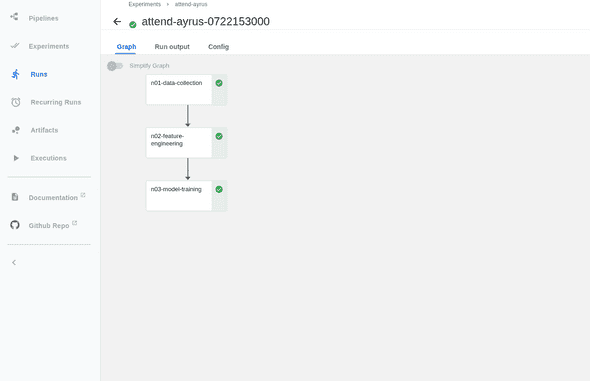 Experiments › attend-ayrus
attend-ayrus-0722153000
Pipelines
Experiments
Runs
Recurring Runs
Artifacts
Executions
Documentation
Github Repo
Graph Run output Config
Simplify Graph
n01-data-collection
n02-feature-
engineering
n03-model-training